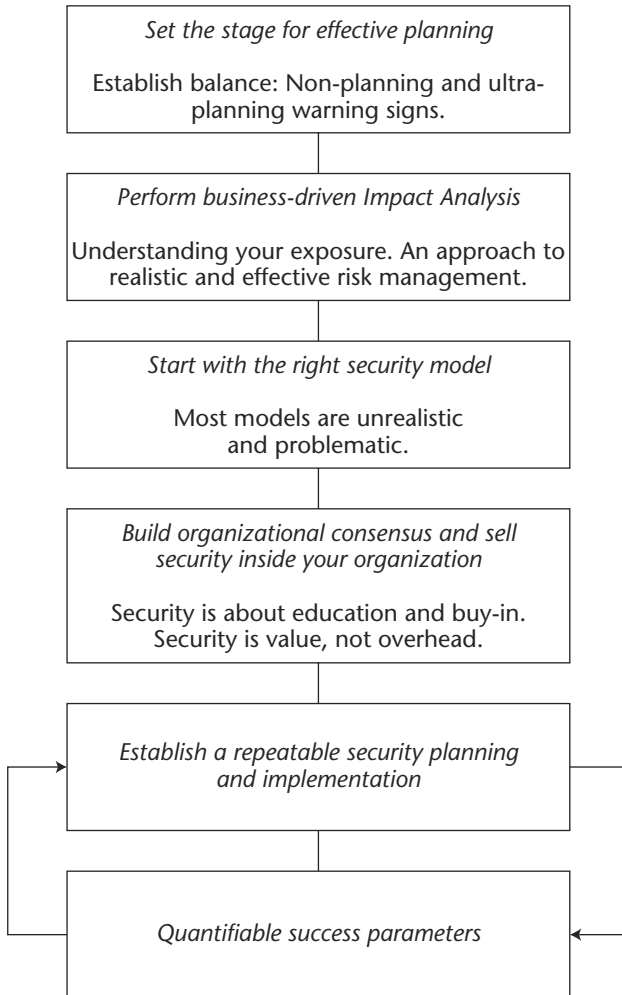 Set the stage for effective planning
Establish balance: Non-planning and ultra-
planning warning signs.
Perform business-driven Impact Analysis
Understanding your exposure. An approach to
realistic and effective risk management.
Start with the right security model
Most models are unrealistic
and problematic.
Build organizational consensus and sell
security inside your organization
Security is about education and buy-in.
Security is value, not overhead.
Establish a repeatable security planning
and implementation
Quantifiable success parameters